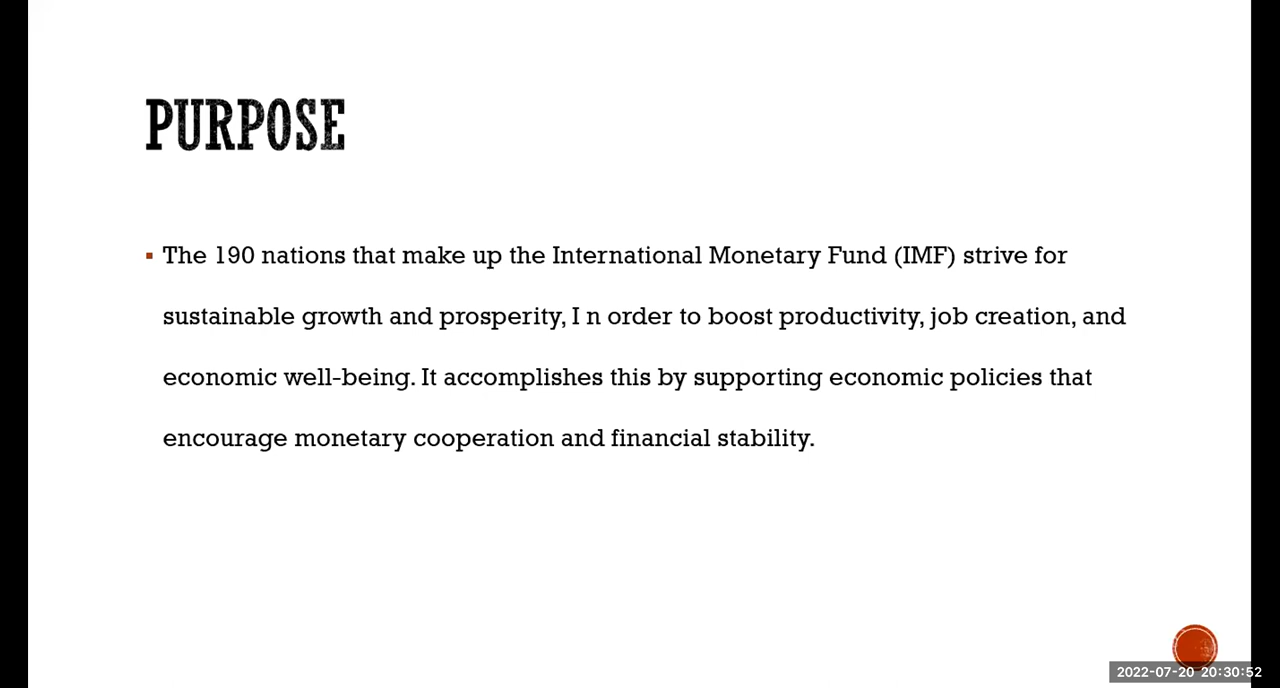 PURPOSE
▪ The 190 nations that make up the International Monetary Fund (IMF) strive for
sustainable growth and prosperity, I n order to boost productivity, job creation, and
economic well-being. It accomplishes this by supporting economic policies that
encourage monetary cooperation and financial stability.
2022-07-20 20:30:52